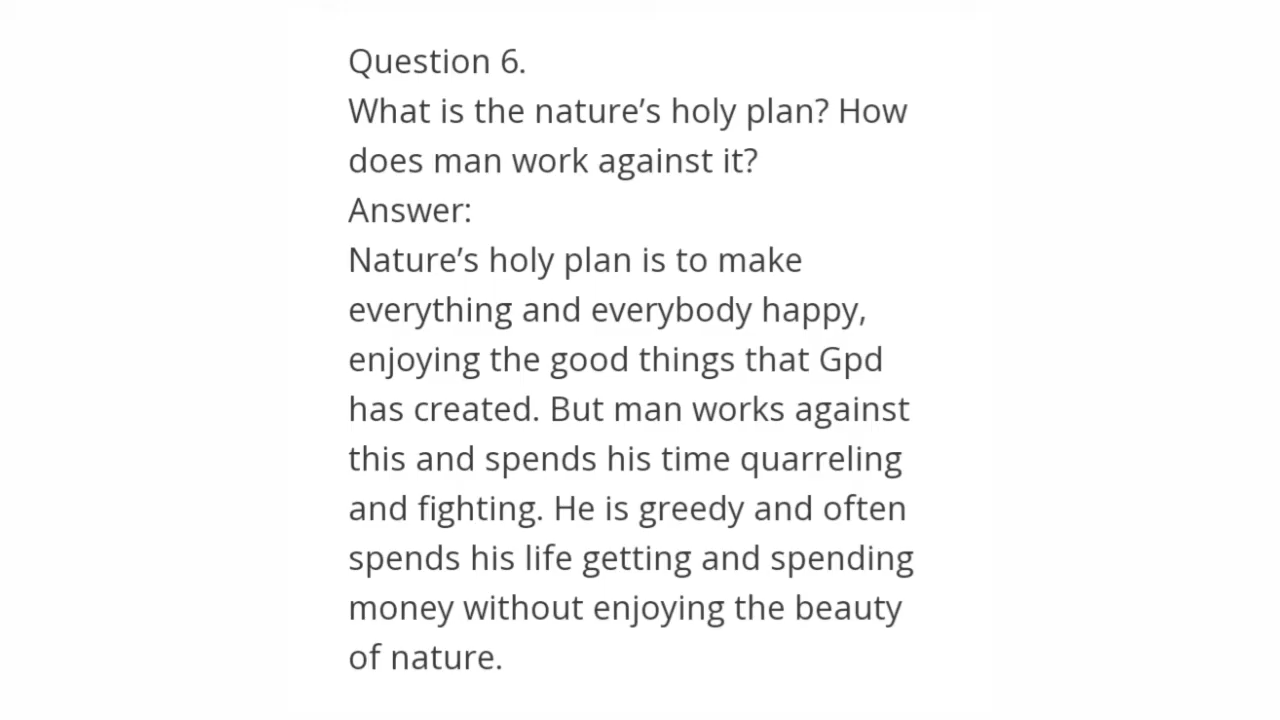 Question 6.
What is the nature’s holy plan? How
does man work against it?
Answer:
Nature’s holy plan is to make
everything and everybody happy,
enjoying the good things that Gpd
has created. But man works against
this and spends his time quarreling
and fighting. He is greedy and often
spends his life getting and spending
money without enjoying the beauty
of nature.